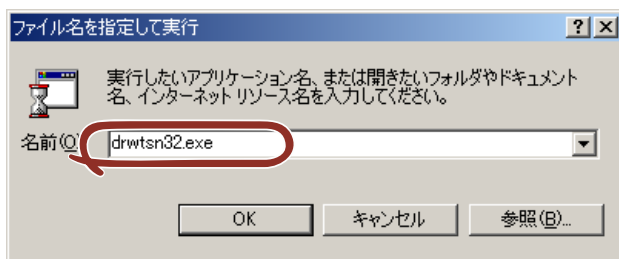 ファイル名を指定して実行
実行したいアプリケーション名、または開きたいフォルダやドキュメント
名、インターネット リソース名を入力してください。
名前(O)
drwtsn32.exe
OK
キャンセル
参照(B)...